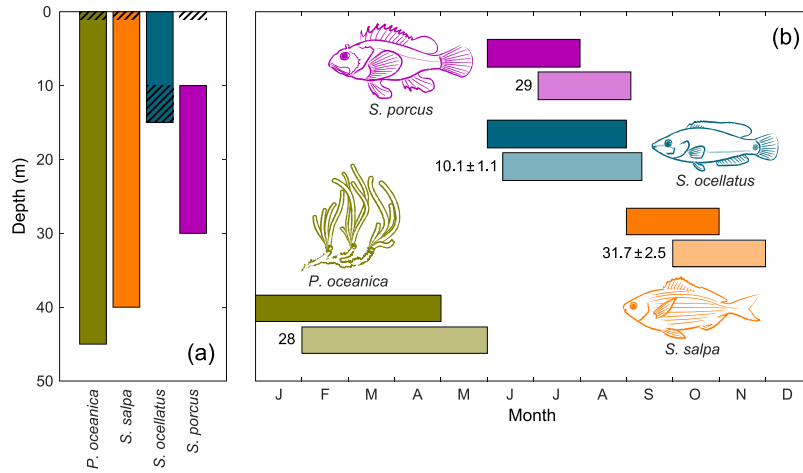 0
10
20
30
40
50
Depth (m)
(a)
P. oceanica
S. salpa
S. ocellatus
S. porcus
(b)
S. porcus
29
10.1 ± 1.1
S. ocellatus
31.7 ± 2.5
P. oceanica
S. salpa
28
J F M A M J J A S O N D
Month